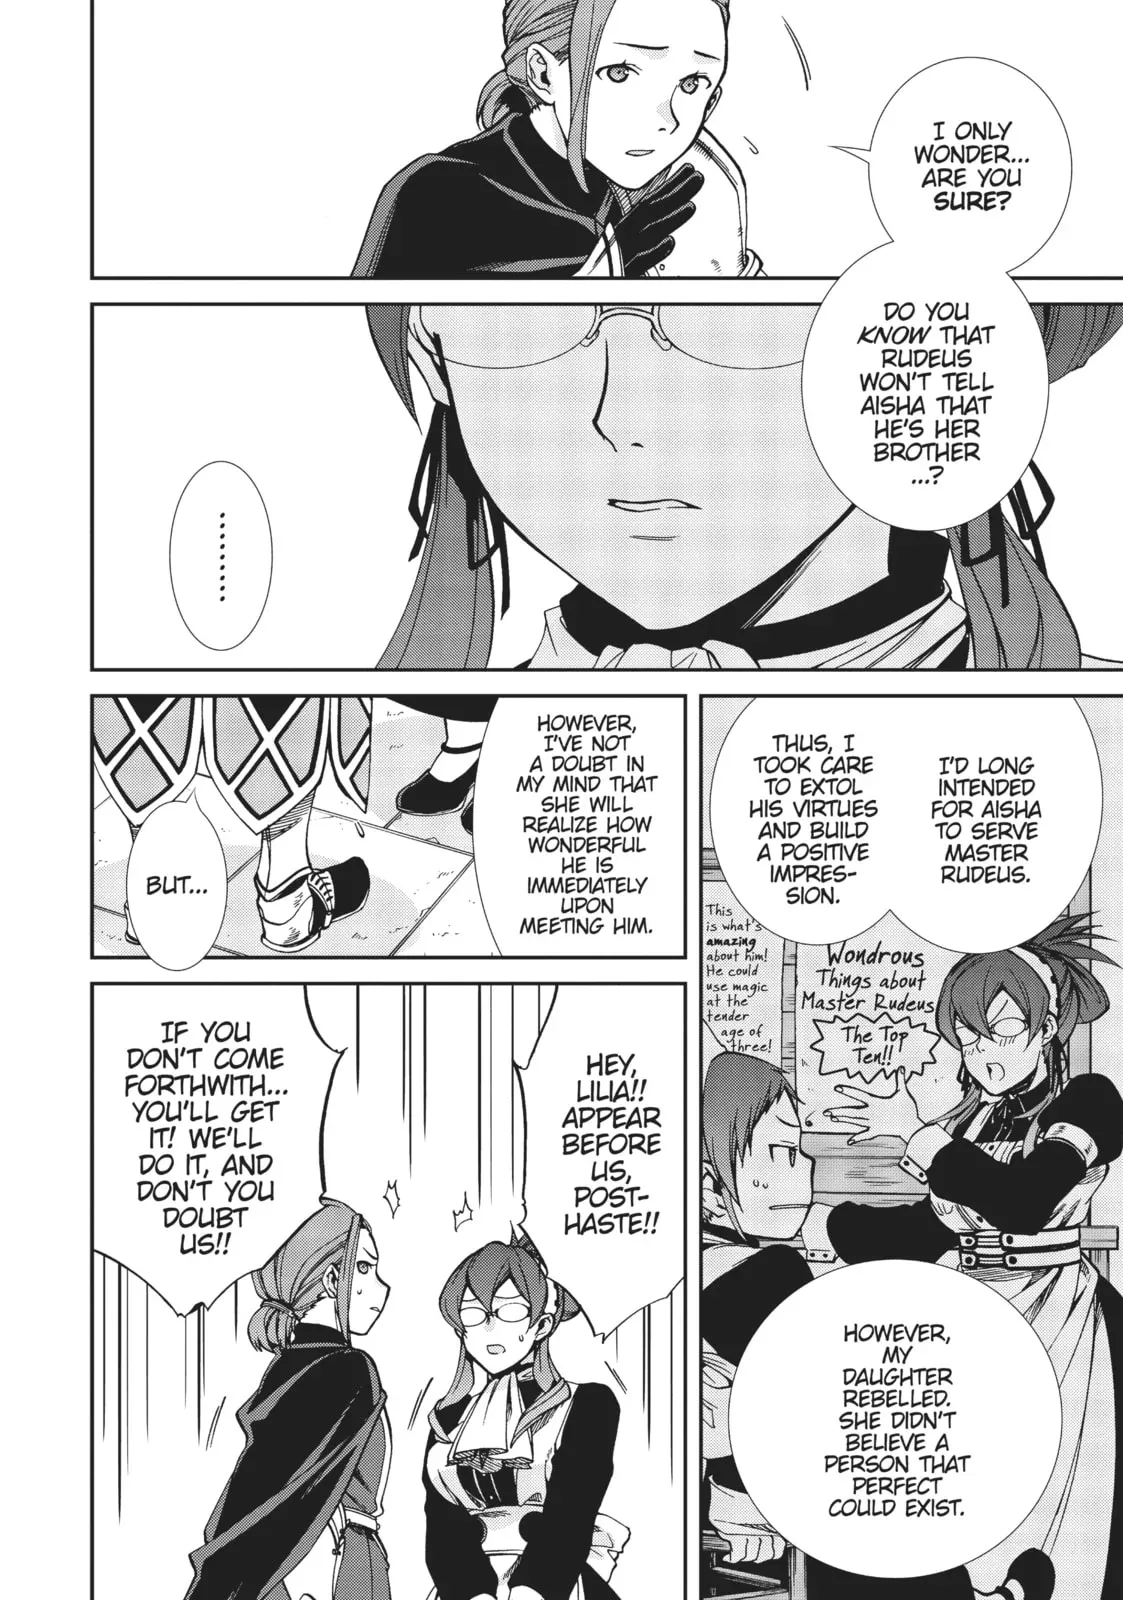 I ONLY
WONDER...
ARE YOU
SURE?
DO YOU
KNOW THAT
RUDEUS
WON'T TELL
AISHA THAT
HE'S HER
BROTHER
...?
.........
I'D LONG
INTENDED
FOR AISHA
TO SERVE
MASTER
RUDEUS.
THUS, I
TOOK CARE
TO EXTOL
HIS VIRTUES
AND BUILD
A POSITIVE
IMPRES-
SION.
Wondrous
Things about
Master Rudeus
The Top
Ten!!
This
is what's
amazing
about him!
He could
use magic
at the
tender
age of
three!
HOWEVER,
MY
DAUGHTER
REBELLED.
SHE DIDN'T
BELIEVE A
PERSON THAT
PERFECT
COULD EXIST.
HOWEVER,
I'VE NOT
A DOUBT IN
MY MIND THAT
SHE WILL
REALIZE HOW
WONDERFUL
HE IS
IMMEDIATELY
UPON
MEETING HIM.
BUT...
HEY,
LILIA!!
APPEAR
BEFORE
US,
POST-
HASTE!!
IF YOU
DON'T COME
FORTHWITH...
YOU'LL GET
IT! WE'LL
DO IT, AND
DON'T YOU
DOUBT
US!!